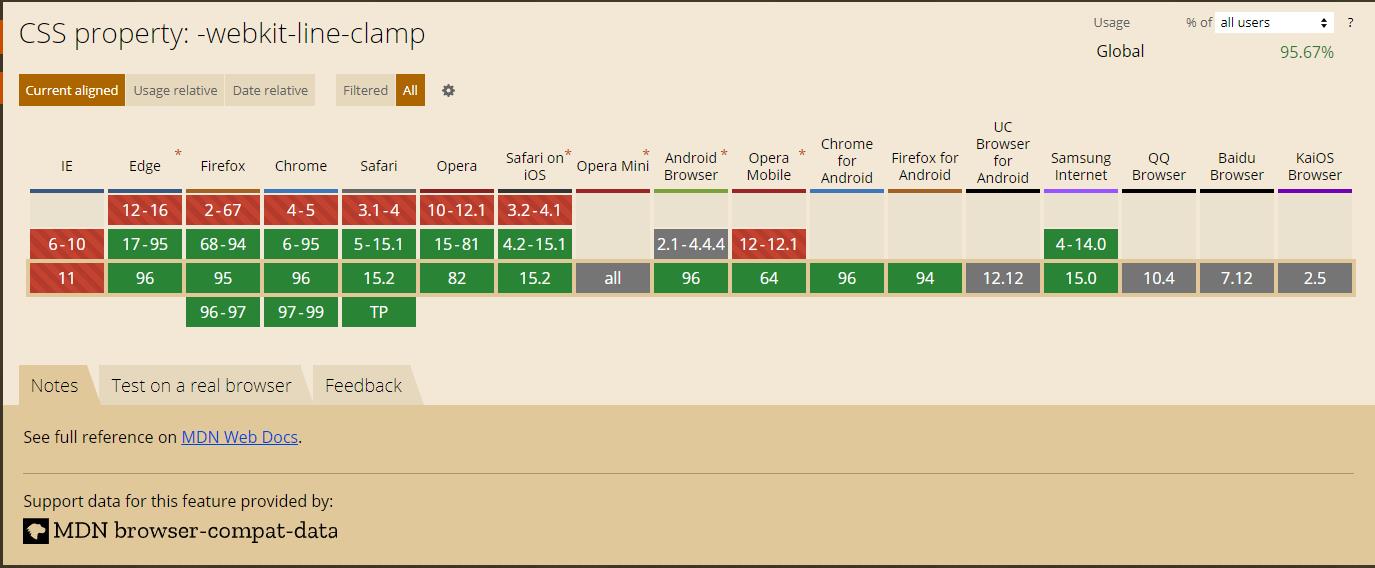 CSS property: -webkit-line-clamp
Usage % of all users ?
Global 95.67%
Current aligned Usage relative Date relative Filtered All
IE Edge * Firefox Chrome Safari Opera Safari on iOS * Opera Mini * Android Browser * Opera Mobile * Chrome for Android Firefox for Android UC Browser for Android Samsung Internet QQ Browser Baidu Browser KaiOS Browser
12-16 2-67 4-5 3.1-4 10-12.1 3.2-4.1
6-10 17-95 68-94 6-95 5-15.1 15-81 4.2-15.1 2.1-4.4.4 12-12.1 4-14.0
11 96 95 96 15.2 82 15.2 all 96 64 96 94 12.12 15.0 10.4 7.12 2.5
96-97 97-99 TP
Notes Test on a real browser Feedback
See full reference on MDN Web Docs.
Support data for this feature provided by:
MDN browser-compat-data